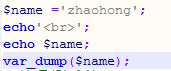 $name ='zhaohong';
echo'<br>';
echo $name;
var_dump($name);